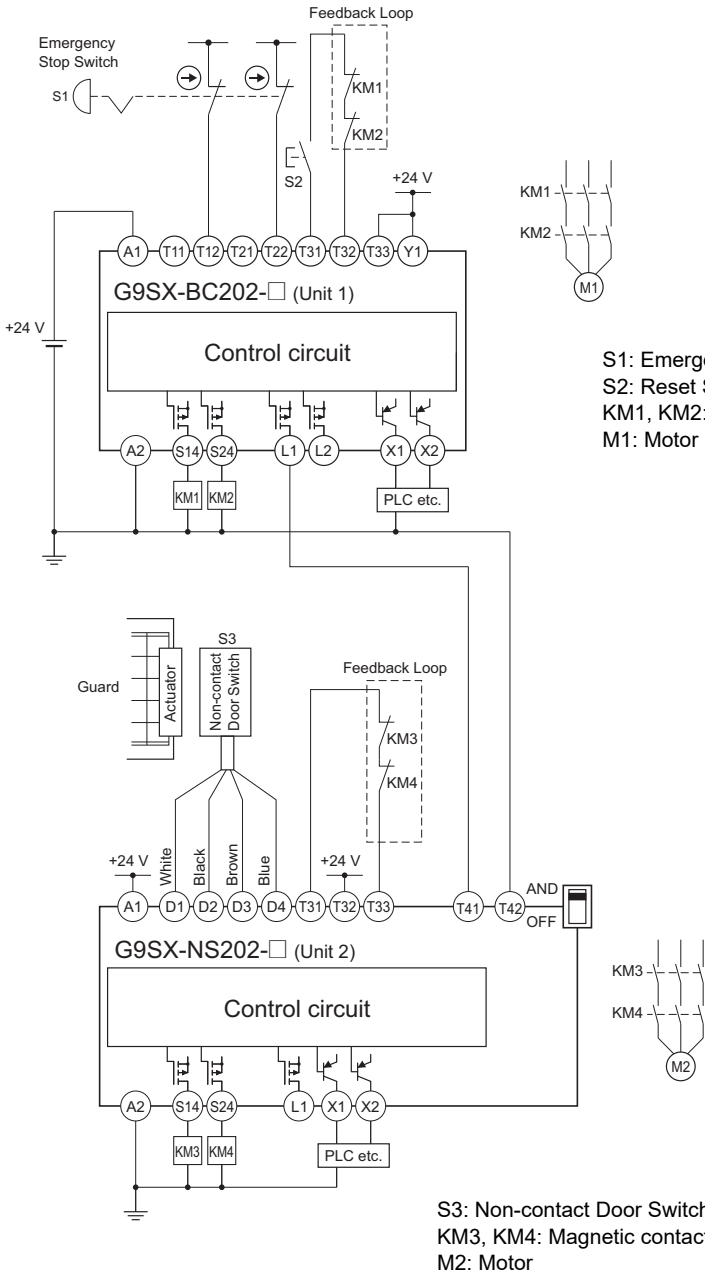 Feedback Loop
Emergency
Stop Switch
S1
KM1
KM2
S2
+24 V
KM1
KM2
M1
A1 T11 T12 T21 T22 T31 T32 T33 Y1
G9SX-BC202-□ (Unit 1)
+24 V
Control circuit
S1: Emerge
S2: Reset S
KM1, KM2:
M1: Motor
A2 S14 S24 L1 L2 X1 X2
KM1 KM2
PLC etc.
S3
Guard
Actuator
Non-contact
Door Switch
Feedback Loop
KM3
KM4
+24 V
White
Black
Brown
Blue
+24 V
AND
OFF
A1 D1 D2 D3 D4 T31 T32 T33 T41 T42
G9SX-NS202-□ (Unit 2)
Control circuit
KM3
KM4
M2
A2 S14 S24 L1 X1 X2
KM3 KM4
PLC etc.
S3: Non-contact Door Switch
KM3, KM4: Magnetic contact
M2: Motor